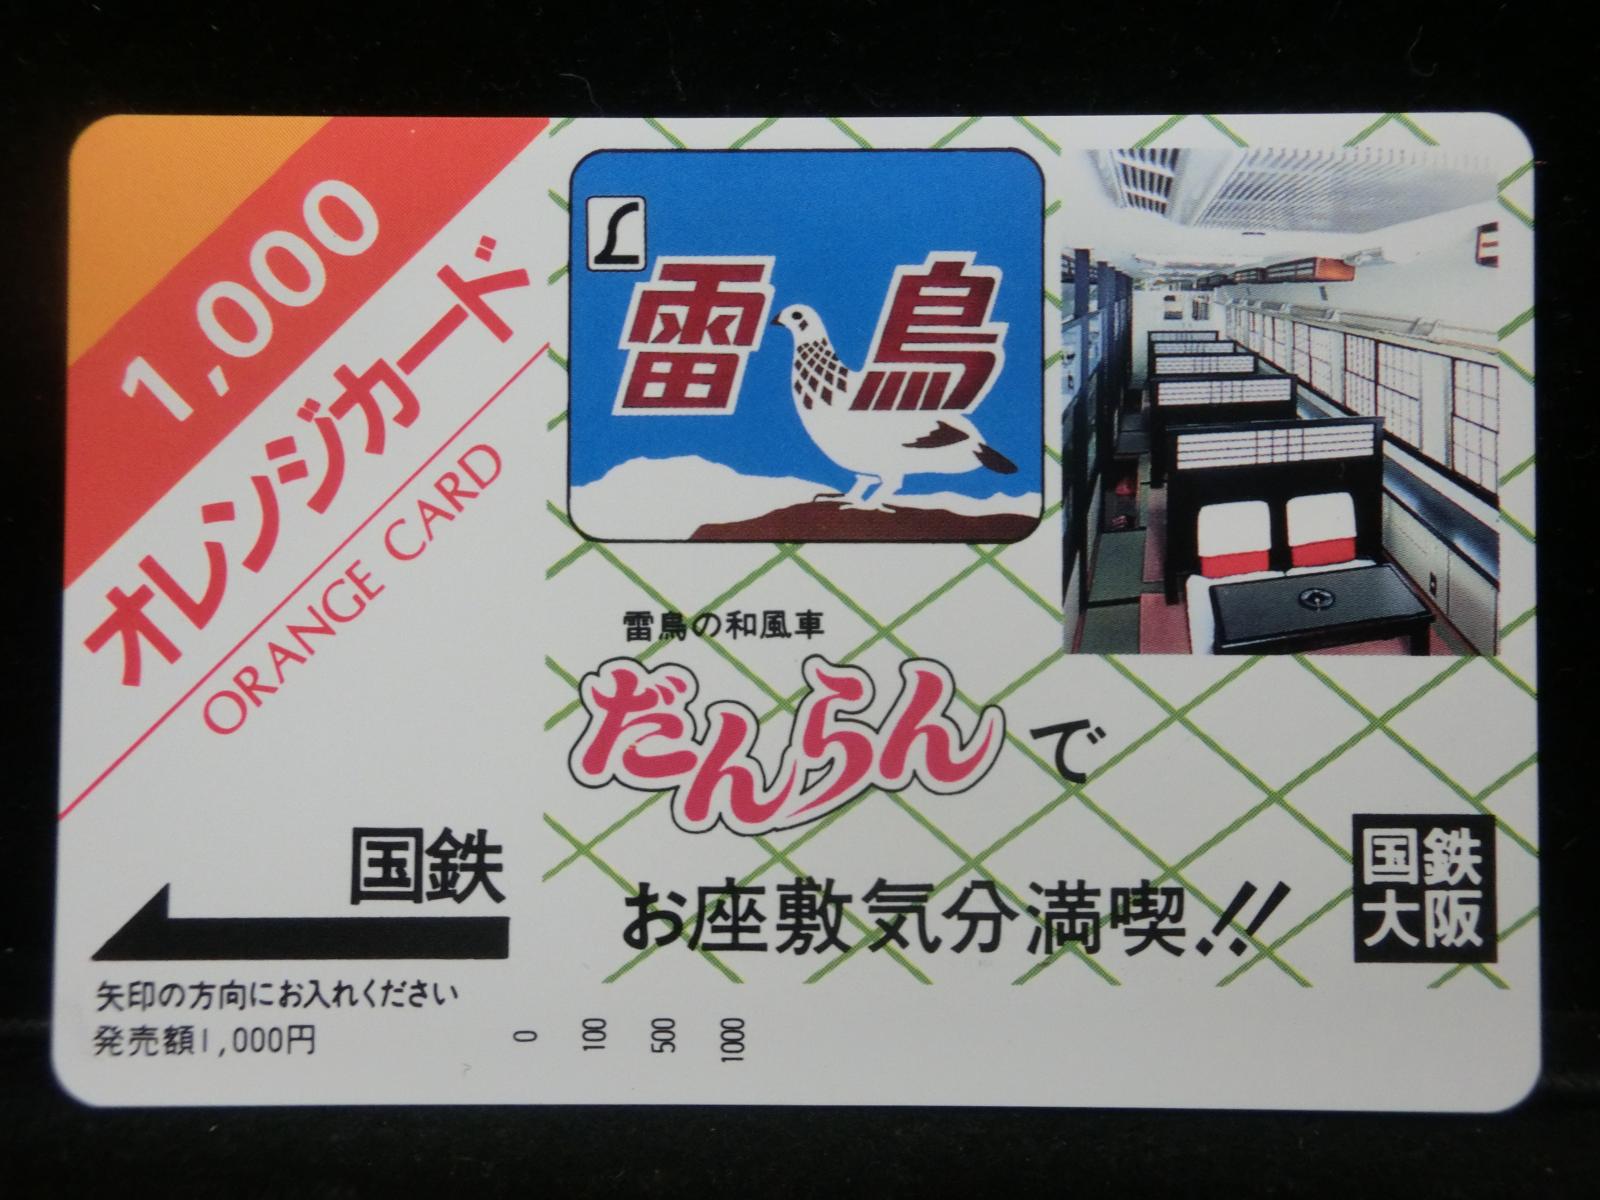 1,000
オレンジカード
ORANGE CARD
国鉄
矢印の方向にお入れください
発売額1,000円
0 100 500 1000
L
雷鳥
雷鳥の和風車
だんらんで
お座敷気分満喫!!
国鉄
大阪